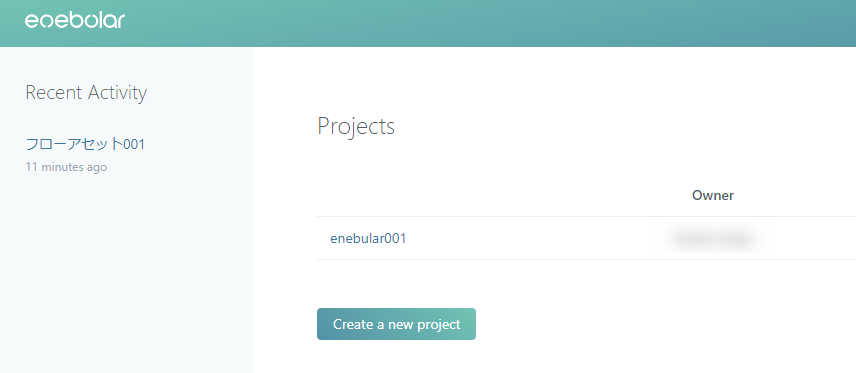 enebular
Recent Activity
フローアセット001
11 minutes ago
Projects
Owner
enebular001
Create a new project